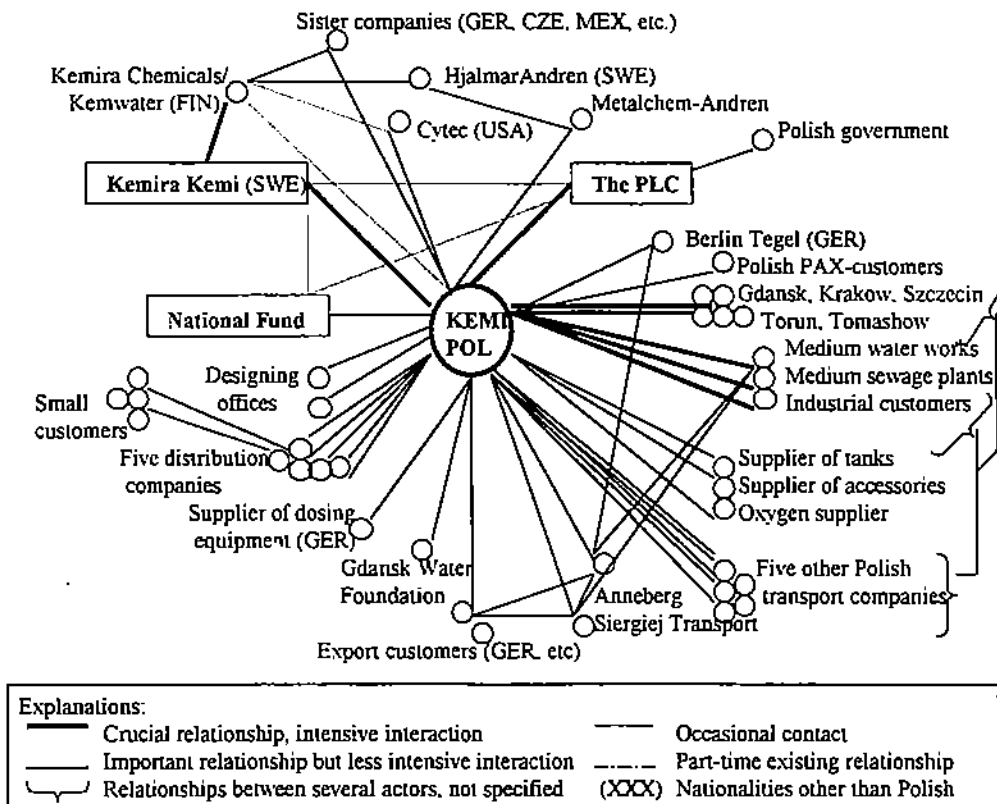 Sister companies (GER, CZE, MEX, etc.)
Kemira Chemicals/
Kemwater (FIN)
HjalmarAndren (SWE)
Metalchem-Andren
Cytec (USA)
Polish government
Kemira Kemi (SWE)
The PLC
Berlin Tegel (GER)
Polish PAX-customers
Gdansk, Krakow, Szczecin
Torun, Tomashow
National Fund
KEMI
POL
Medium water works
Medium sewage plants
Industrial customers
Designing
offices
Small
customers
Five distribution
companies
Supplier of tanks
Supplier of accessories
Oxygen supplier
Supplier of dosing
equipment (GER)
Gdansk Water
Foundation
Five other Polish
transport companies
Anneberg
Siergiej Transport
Export customers (GER, etc)
Explanations:
Crucial relationship, intensive interaction
Important relationship but less intensive interaction
Relationships between several actors, not specified
Occasional contact
Part-time existing relationship
(XXX) Nationalities other than Polish